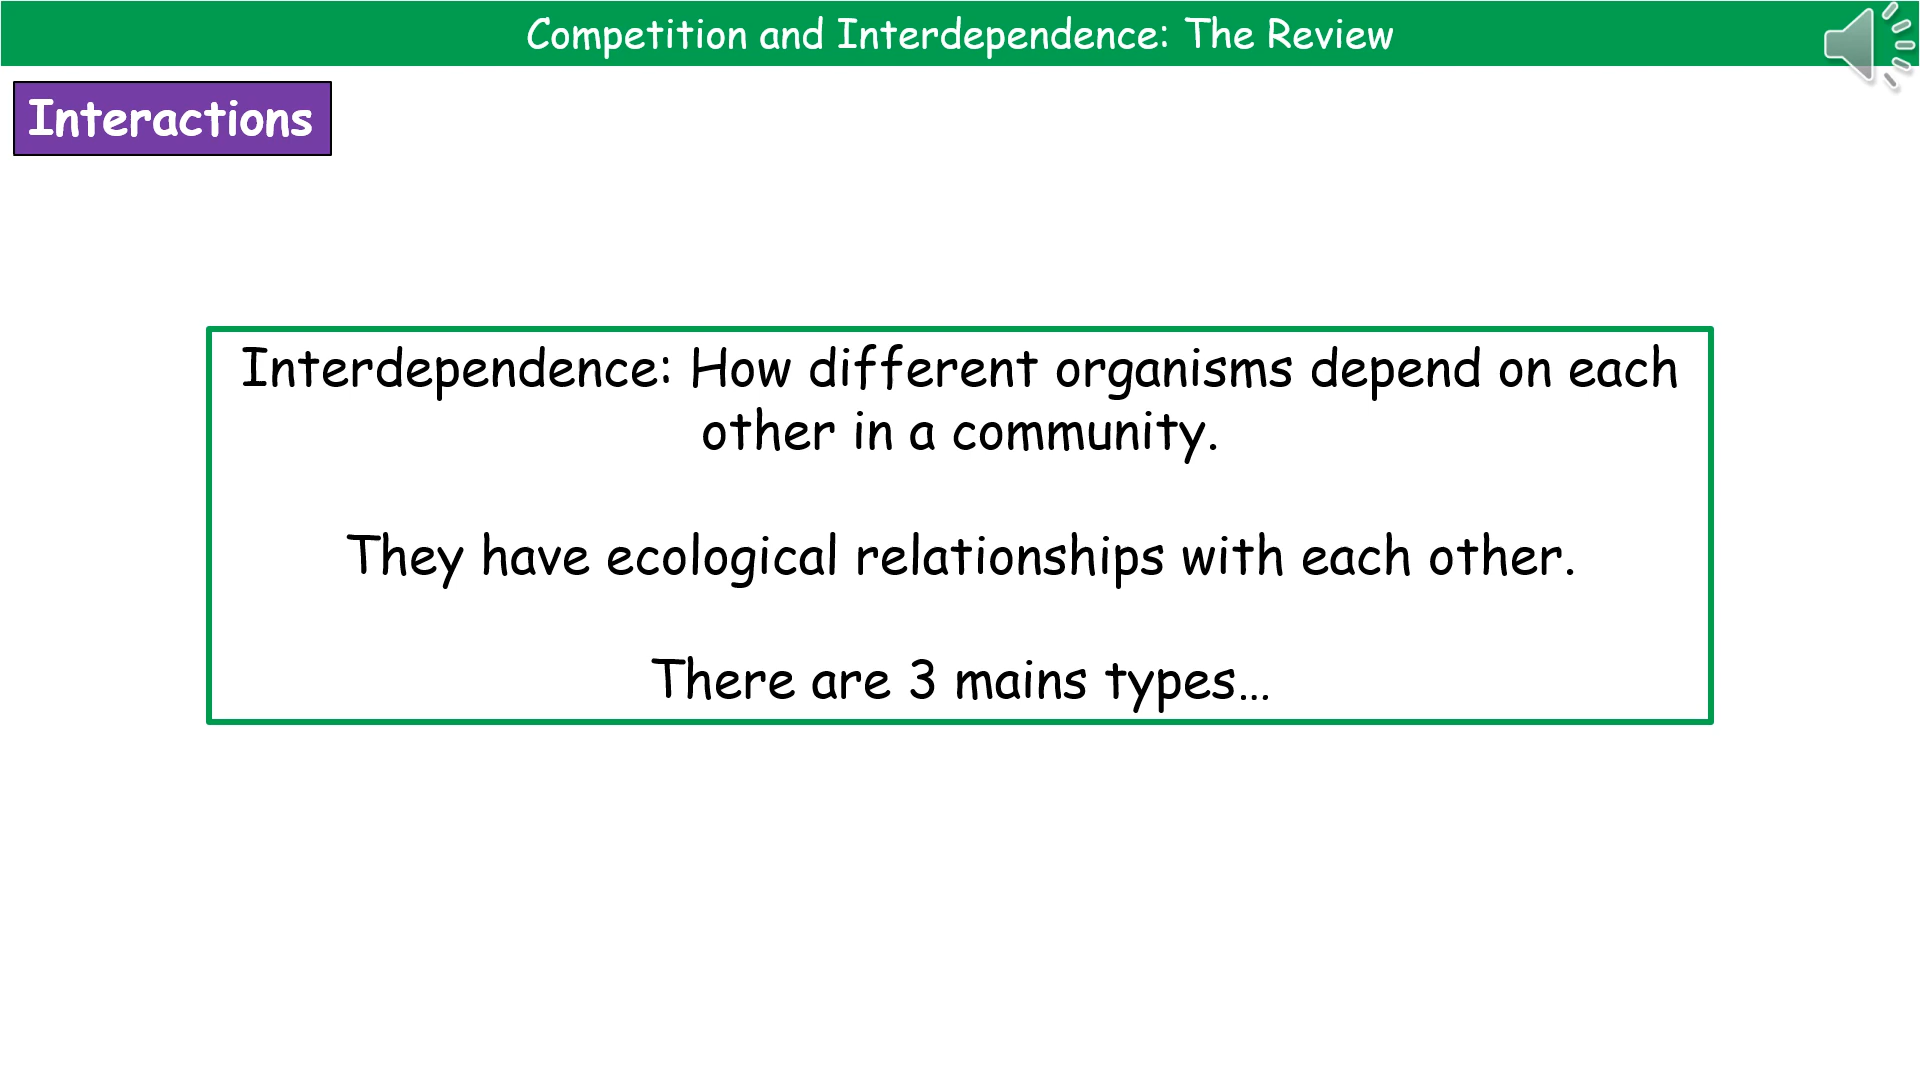 Competition and Interdependence: The Review
Interactions
Interdependence: How different organisms depend on each
other in a community.
They have ecological relationships with each other.
There are 3 mains types…